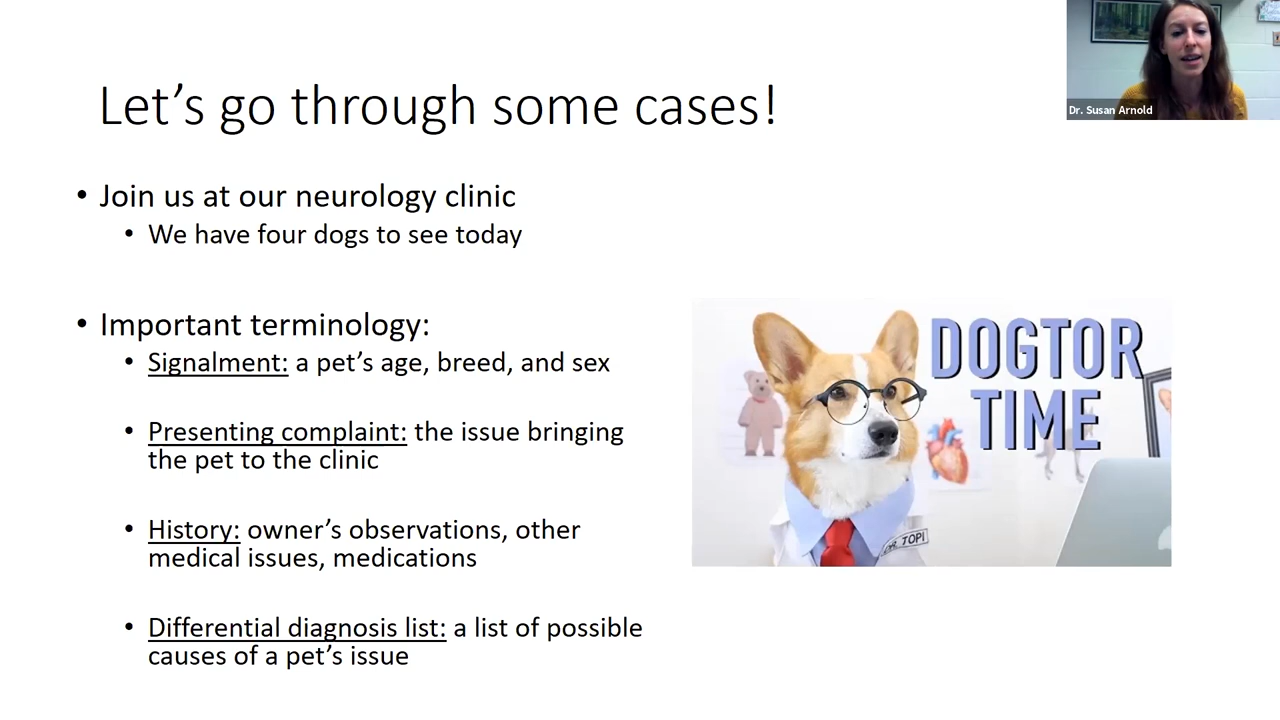 Let's go through some cases!
Dr. Susan Arnold
• Join us at our neurology clinic
• We have four dogs to see today
• Important terminology:
• Signalment: a pet's age, breed, and sex
• Presenting complaint: the issue bringing
the pet to the clinic
• History: owner's observations, other
medical issues, medications
• Differential diagnosis list: a list of possible
causes of a pet's issue
DOGTOR
TIME
DR. TOPI